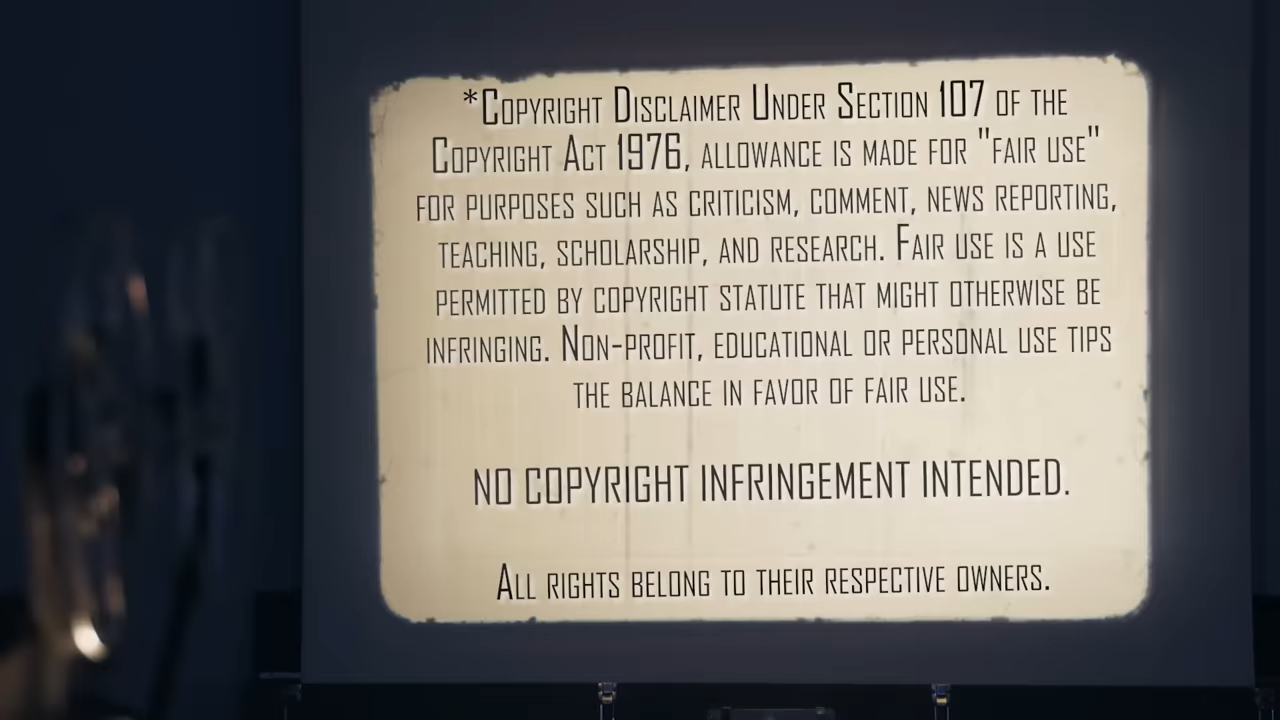 *Copyright Disclaimer Under Section 107 of the
Copyright Act 1976, allowance is made for "fair use"
for purposes such as criticism, comment, news reporting,
teaching, scholarship, and research. Fair use is a use
permitted by copyright statute that might otherwise be
infringing. Non-profit, educational or personal use tips
the balance in favor of fair use.
NO COPYRIGHT INFRINGEMENT INTENDED.
All rights belong to their respective owners.